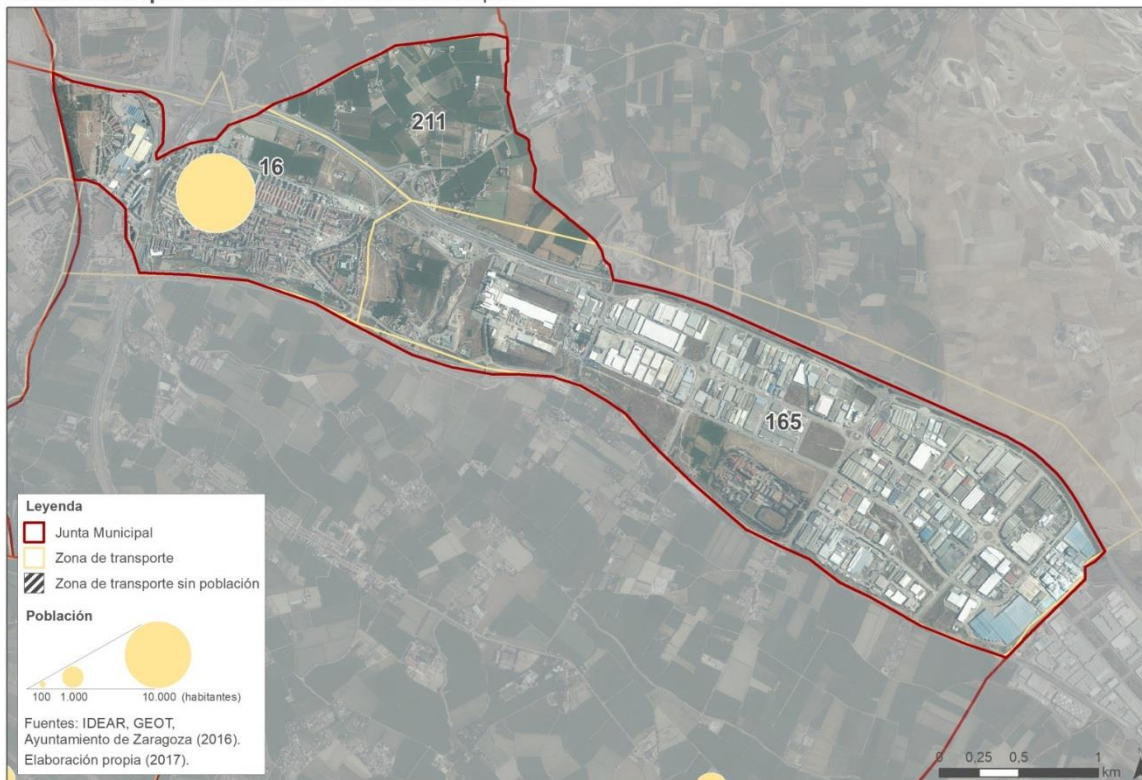 211
16
165
Leyenda
Junta Municipal
Zona de transporte
Zona de transporte sin población
Población
100 1.000 10.000 (habitantes)
Fuentes: IDEAR, GEOT,
Ayuntamiento de Zaragoza (2016).
Elaboración propia (2017).
0 0,25 0,5 1
km